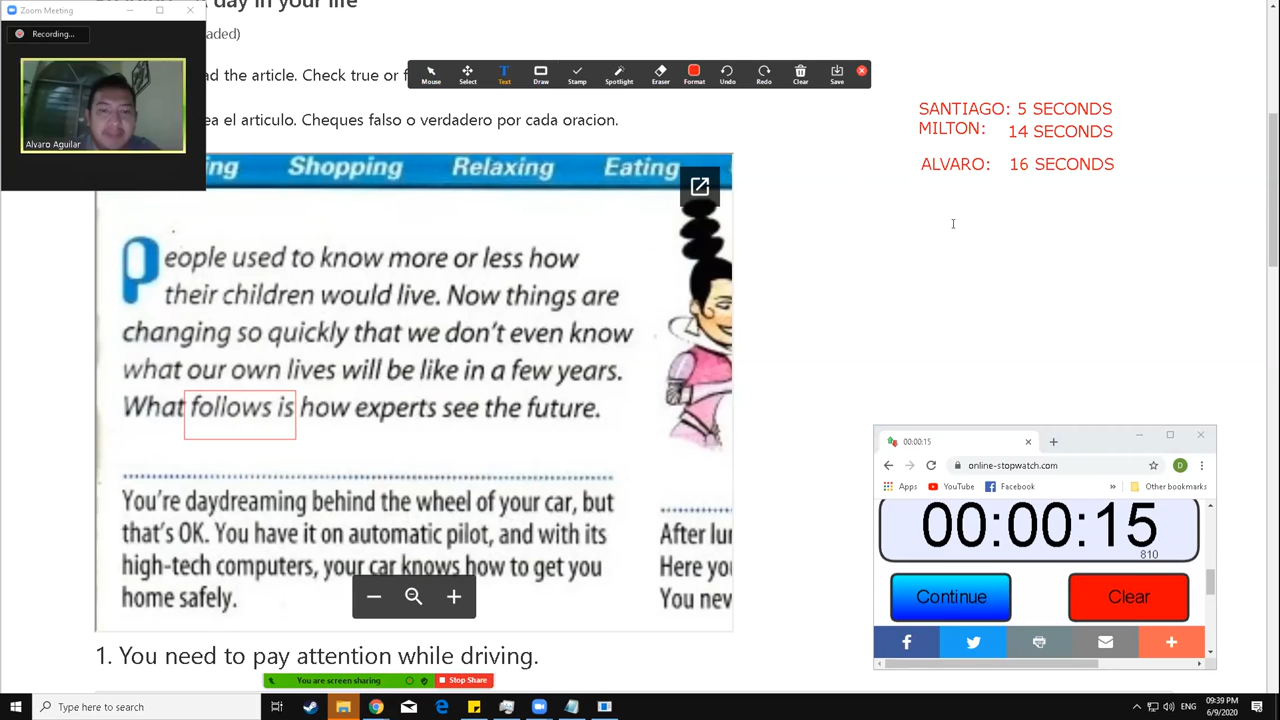 Zoom Meeting
day in your life
Recording...
aded)
ad the article. Check true or f
Mouse
Select
Text
Draw
Stamp
Spotlight
Eraser
Format
Undo
Redo
Clear
Save
SANTIAGO: 5 SECONDS
MILTON: 14 SECONDS
ALVARO: 16 SECONDS
ea el articulo. Cheques falso o verdadero por cada oracion.
Alvaro Aguilar
ing Shopping Relaxing Eating
People used to know more or less how
their children would live. Now things are
changing so quickly that we don't even know
what our own lives will be like in a few years.
What follows is how experts see the future.
You're daydreaming behind the wheel of your car, but
that's OK. You have it on automatic pilot, and with its
high-tech computers, your car knows how to get you
home safely.
After lun
Here you
You nev
00:00:15
online-stopwatch.com
D
Apps YouTube Facebook » Other bookmarks
00:00:15
810
Continue
Clear
1. You need to pay attention while driving.
You are screen sharing
Stop Share
Type here to search
ENG
09:39 PM
6/9/2020